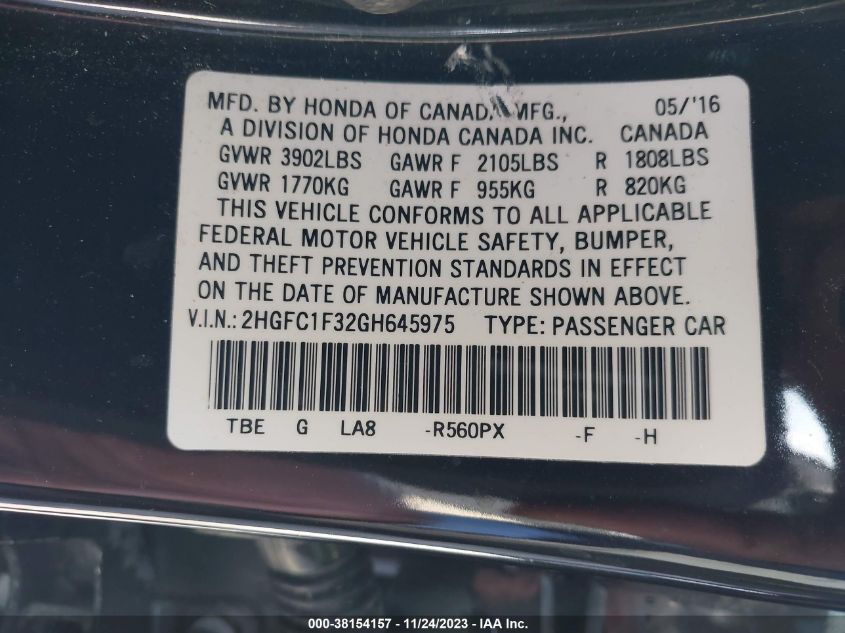 MFD. BY HONDA OF CANADA MFG., 05/'16
A DIVISION OF HONDA CANADA INC. CANADA
GVWR 3902LBS GAWR F 2105LBS R 1808LBS
GVWR 1770KG GAWR F 955KG R 820KG
THIS VEHICLE CONFORMS TO ALL APPLICABLE
FEDERAL MOTOR VEHICLE SAFETY, BUMPER,
AND THEFT PREVENTION STANDARDS IN EFFECT
ON THE DATE OF MANUFACTURE SHOWN ABOVE.
V.I.N.: 2HGFC1F32GH645975 TYPE: PASSENGER CAR
TBE G LA8 -R560PX -F -H
000-38154157 - 11/24/2023 - IAA Inc.